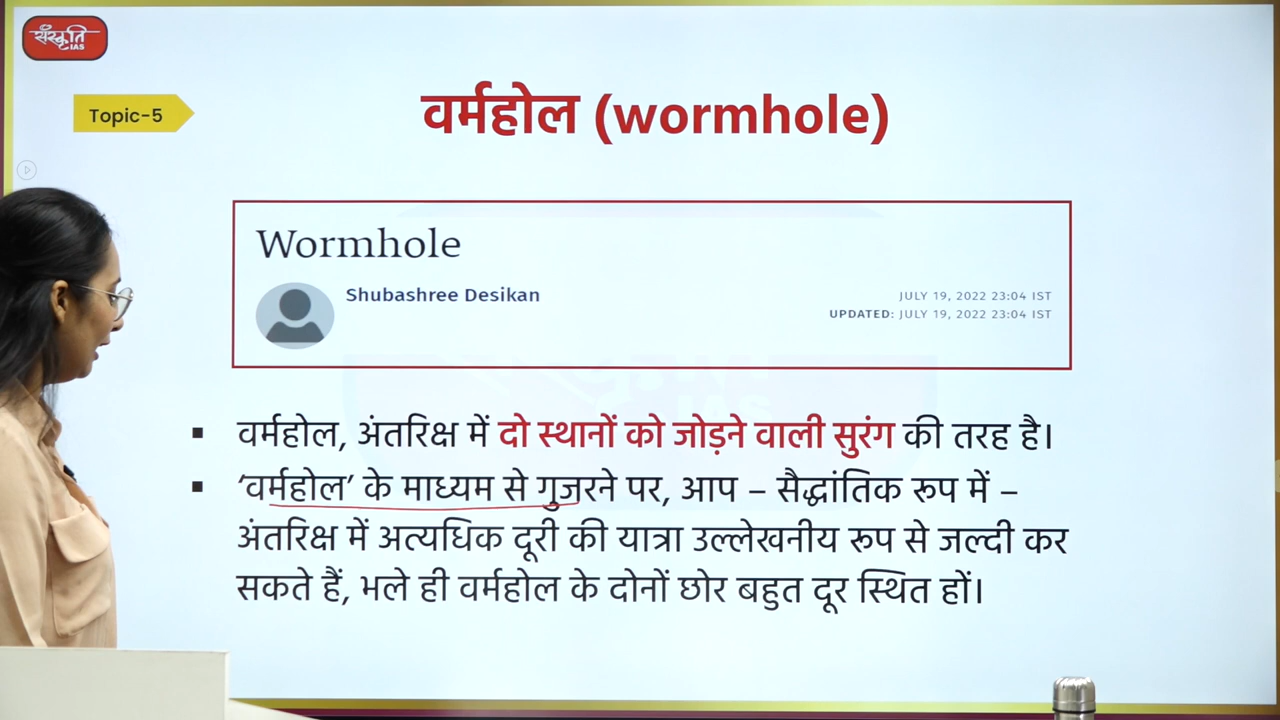 संस्कृति
IAS
Topic-5
वर्महोल (wormhole)
Wormhole
Shubashree Desikan
JULY 19, 2022 23:04 IST
UPDATED: JULY 19, 2022 23:04 IST
▪ वर्महोल, अंतरिक्ष में दो स्थानों को जोड़ने वाली सुरंग की तरह है।
▪ ‘वर्महोल’ के माध्यम से गुजरने पर, आप – सैद्धांतिक रूप में –
अंतरिक्ष में अत्यधिक दूरी की यात्रा उल्लेखनीय रूप से जल्दी कर
सकते हैं, भले ही वर्महोल के दोनों छोर बहुत दूर स्थित हों।